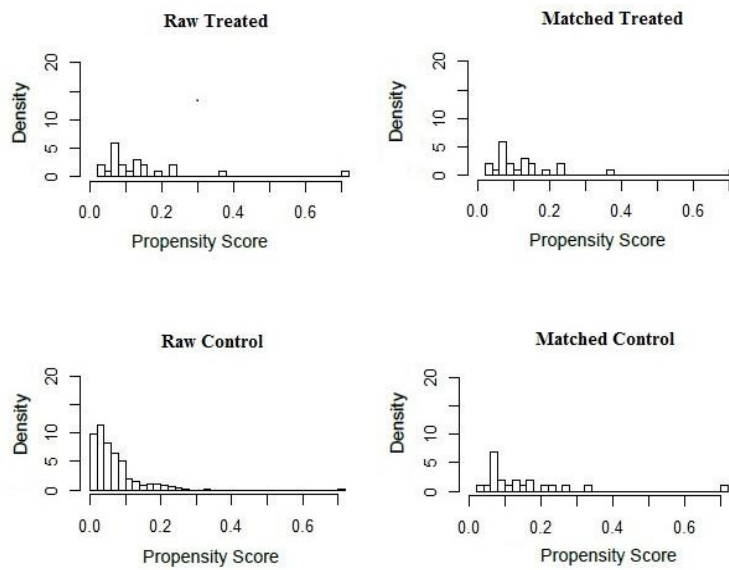 Raw Treated
Density
20
10
5
0
0.0 0.2 0.4 0.6
Propensity Score
Matched Treated
Density
20
10
5
0
0.0 0.2 0.4 0.6
Propensity Score
Raw Control
Density
20
10
5
0
0.0 0.2 0.4 0.6
Propensity Score
Matched Control
Density
20
10
5
0
0.0 0.2 0.4 0.6
Propensity Score